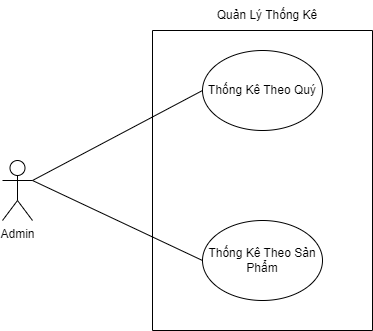 Quản Lý Thống Kê
Thống Kê Theo Quý
Admin
Thống Kê Theo Sản
Phẩm